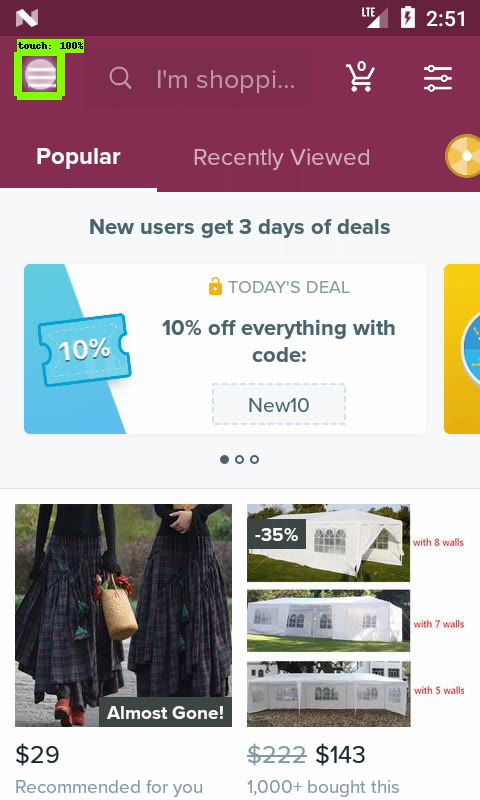 LTE
2:51
touch: 100%
I'm shoppi...
0
Popular
Recently Viewed
New users get 3 days of deals
TODAY'S DEAL
10%
10% off everything with
code:
New10
-35%
with 8 walls
with 7 walls
with 5 walls
Almost Gone!
$29
$222 $143
Recommended for you
1,000+ bought this